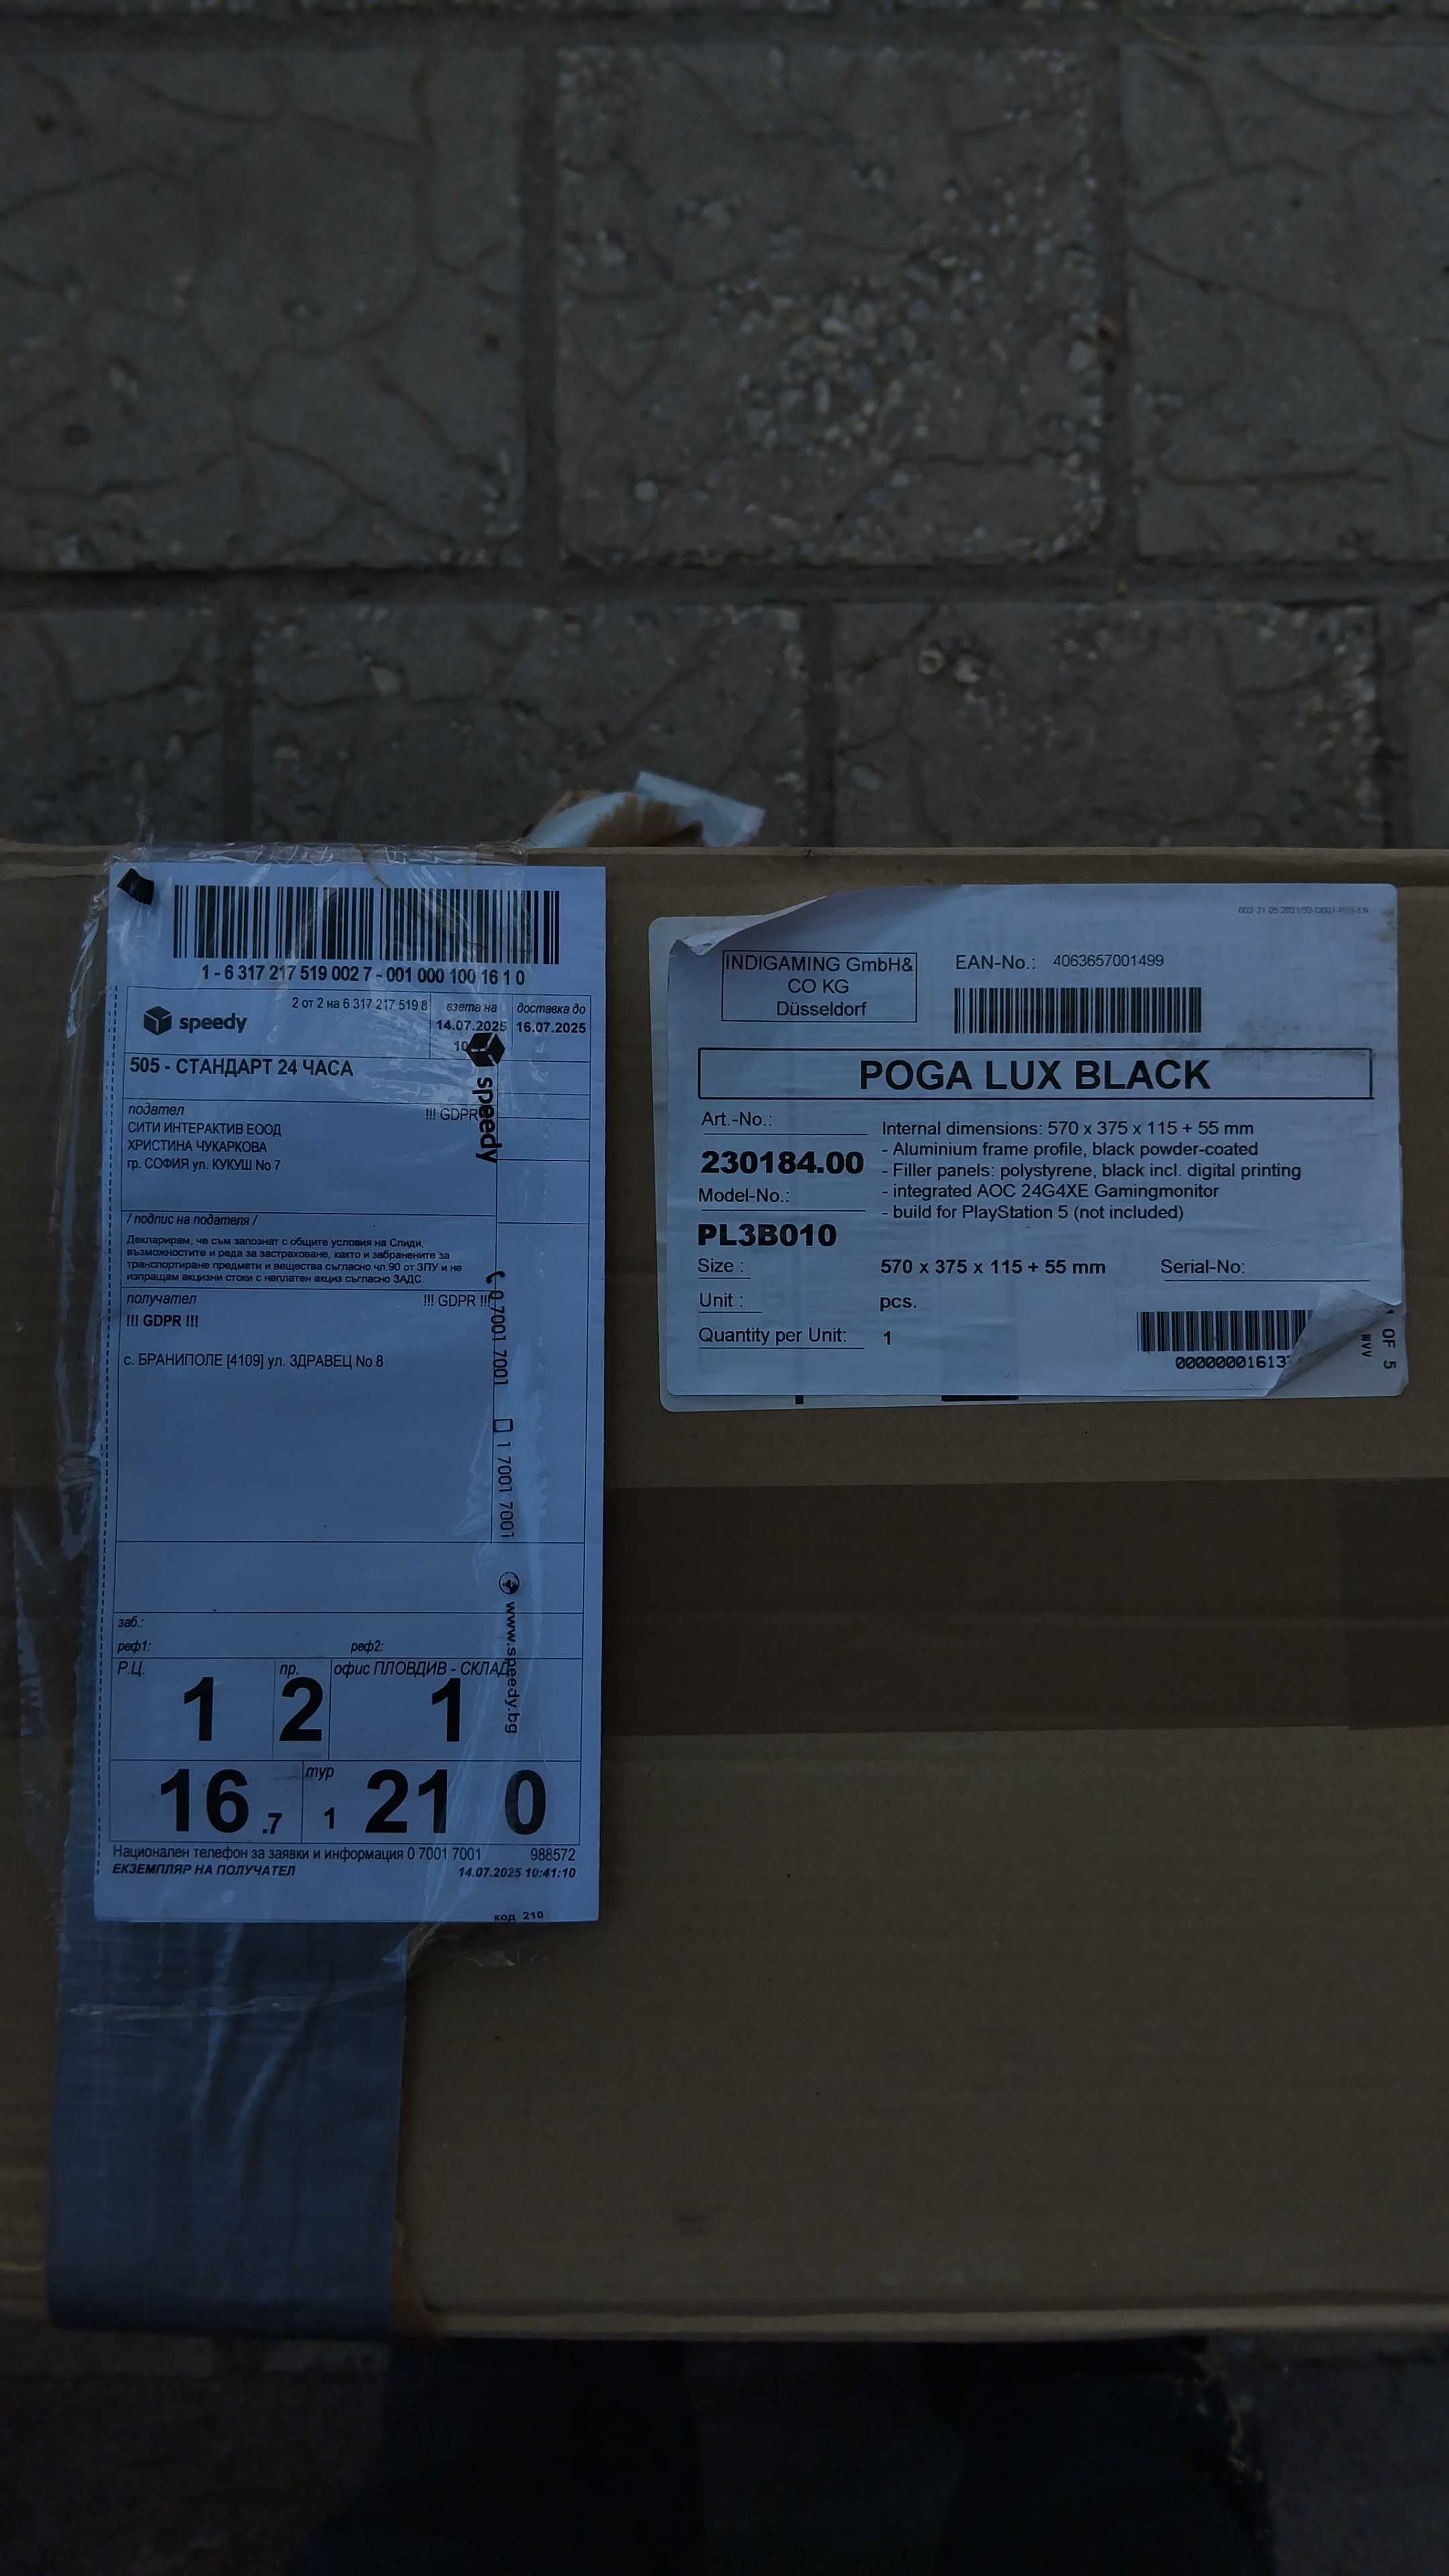 1 - 6 317 217 519 002 7 - 001 000 100 16 1 0
2 от 2 на 6 317 217 519 8
взета на
доставка до
speedy
14.07.2025
16.07.2025
10
505 - СТАНДАРТ 24 ЧАСА
подател
!!! GDPR
СИТИ ИНТЕРАКТИВ ЕООД
ХРИСТИНА ЧУКАРКОВА
гр. СОФИЯ ул. КУКУШ No 7
/ подпис на подателя /
Декларирам, че съм запознат с общите условия на Спиди,
възможностите и реда за застраховане, както и забранените за
транспортиране предмети и вещества съгласно чл.90 от ЗПУ и не
изпращам акцизни стоки с неплатен акциз съгласно ЗАДС.
получател
!!! GDPR !!!
!!! GDPR !!!
с. БРАНИПОЛЕ [4109] ул. ЗДРАВЕЦ No 8
speedy
0 7001 7001
1 7001 7001
www.speedy.bg
заб.:
реф1:
реф2:
Р.Ц.
пр.
офис ПЛОВДИВ - СКЛАД
1
2
1
16 .7
тур
1
21 0
Национален телефон за заявки и информация 0 7001 7001
988572
ЕКЗЕМПЛЯР НА ПОЛУЧАТЕЛ
14.07.2025 10:41:10
код 210
INDIGAMING GmbH&
CO KG
Düsseldorf
EAN-No.: 4063657001499
POGA LUX BLACK
Art.-No.:
230184.00
Model-No.:
PL3B010
Internal dimensions: 570 x 375 x 115 + 55 mm
- Aluminium frame profile, black powder-coated
- Filler panels: polystyrene, black incl. digital printing
- integrated AOC 24G4XE Gamingmonitor
- build for PlayStation 5 (not included)
Size :
570 x 375 x 115 + 55 mm
Serial-No:
Unit :
pcs.
Quantity per Unit:
1
OF 5